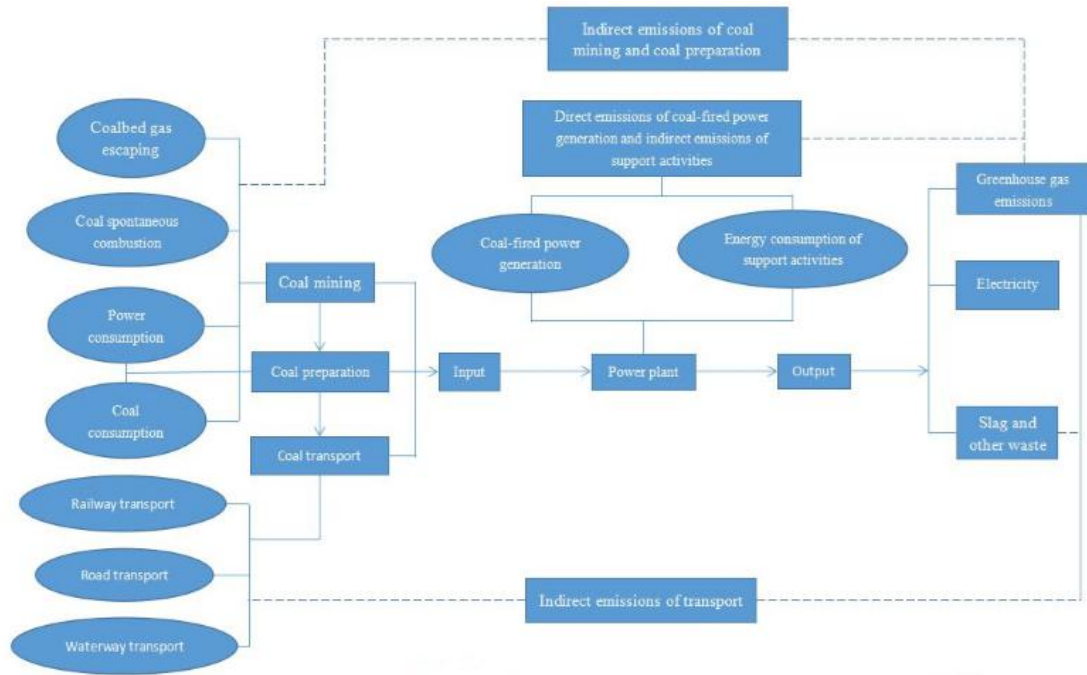 Indirect emissions of coal
mining and coal preparation
Direct emissions of coal-fired power
generation and indirect emissions of
support activities
Coalbed gas
escaping
Greenhouse gas
emissions
Coal spontaneous
combustion
Coal-fired power
generation
Energy consumption of
support activities
Coal mining
Electricity
Power
consumption
Coal preparation
Input
Power plant
Output
Coal
consumption
Slag and
other waste
Coal transport
Railway transport
Road transport
Indirect emissions of transport
Waterway transport